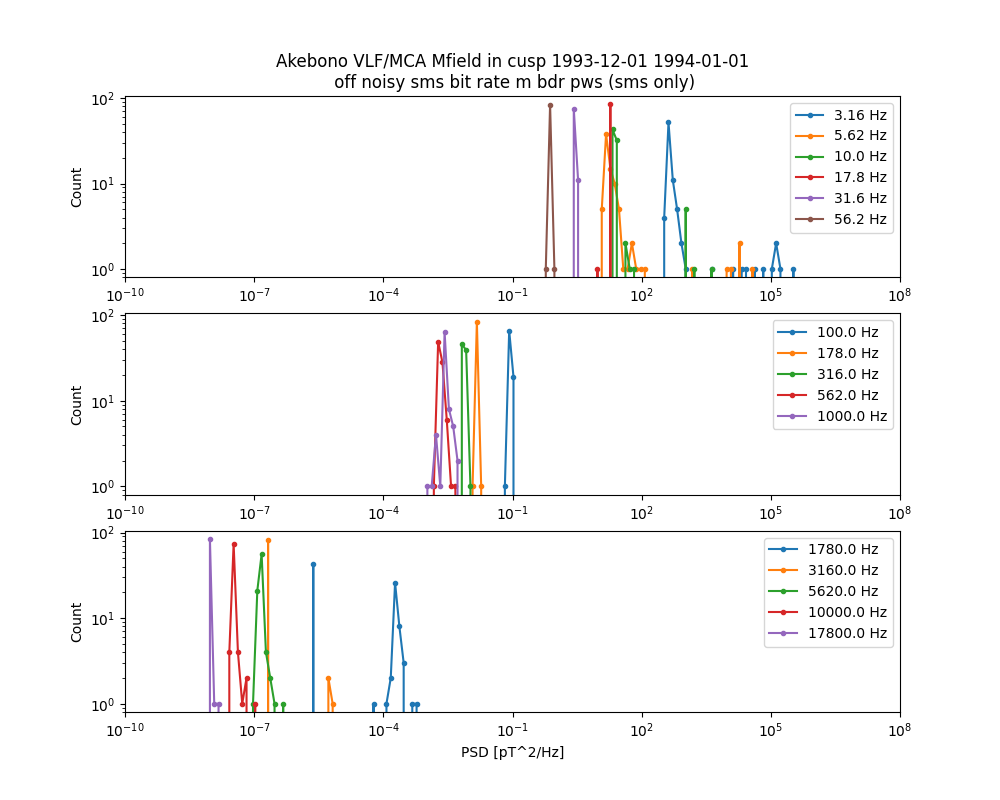 Akebono VLF/MCA Mfield in cusp 1993-12-01 1994-01-01
off noisy sms bit rate m bdr pws (sms only)
10^2
10^1
10^0
Count
3.16 Hz
5.62 Hz
10.0 Hz
17.8 Hz
31.6 Hz
56.2 Hz
10^-10 10^-7 10^-4 10^-1 10^2 10^5 10^8
10^2
10^1
10^0
Count
100.0 Hz
178.0 Hz
316.0 Hz
562.0 Hz
1000.0 Hz
10^-10 10^-7 10^-4 10^-1 10^2 10^5 10^8
10^2
10^1
10^0
Count
1780.0 Hz
3160.0 Hz
5620.0 Hz
10000.0 Hz
17800.0 Hz
10^-10 10^-7 10^-4 10^-1 10^2 10^5 10^8
PSD [pT^2/Hz]